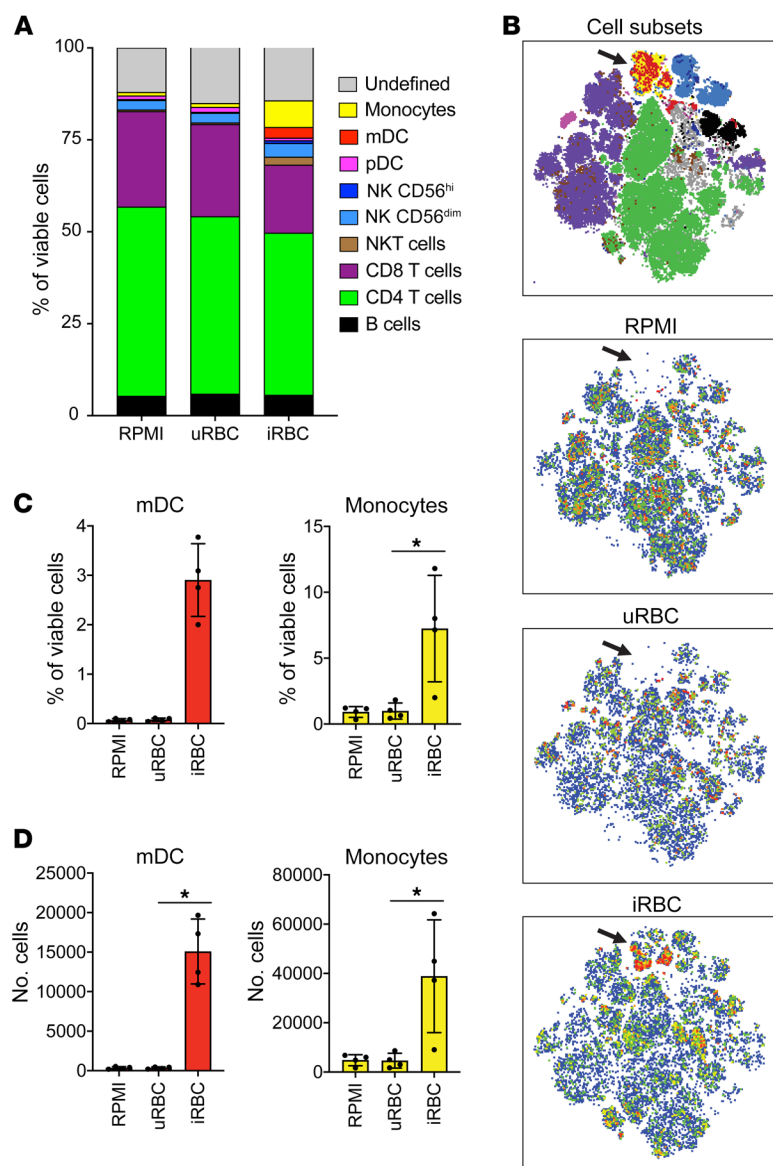 A
100
75
50
25
0
% of viable cells
RPMI
uRBC
iRBC
Undefined
Monocytes
mDC
pDC
NK CD56hi
NK CD56dim
NKT cells
CD8 T cells
CD4 T cells
B cells
B
Cell subsets
RPMI
uRBC
iRBC
C
mDC
4
3
2
1
0
% of viable cells
RPMI
uRBC
iRBC
Monocytes
15
10
5
0
% of viable cells
*
RPMI
uRBC
iRBC
D
mDC
25000
20000
15000
10000
5000
0
No. cells
*
RPMI
uRBC
iRBC
Monocytes
80000
60000
40000
20000
0
No. cells
*
RPMI
uRBC
iRBC